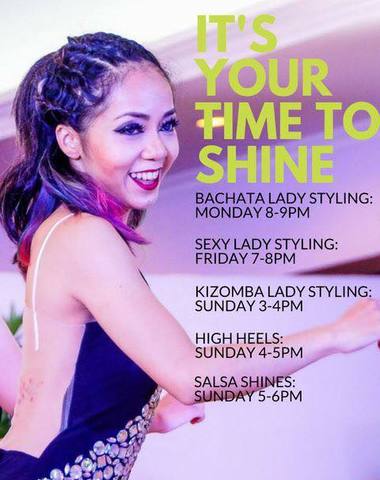 IT'S
YOUR
TIME TO
SHINE
BACHATA LADY STYLING:
MONDAY 8-9PM
SEXY LADY STYLING:
FRIDAY 7-8PM
KIZOMBA LADY STYLING:
SUNDAY 3-4PM
HIGH HEELS:
SUNDAY 4-5PM
SALSA SHINES:
SUNDAY 5-6PM